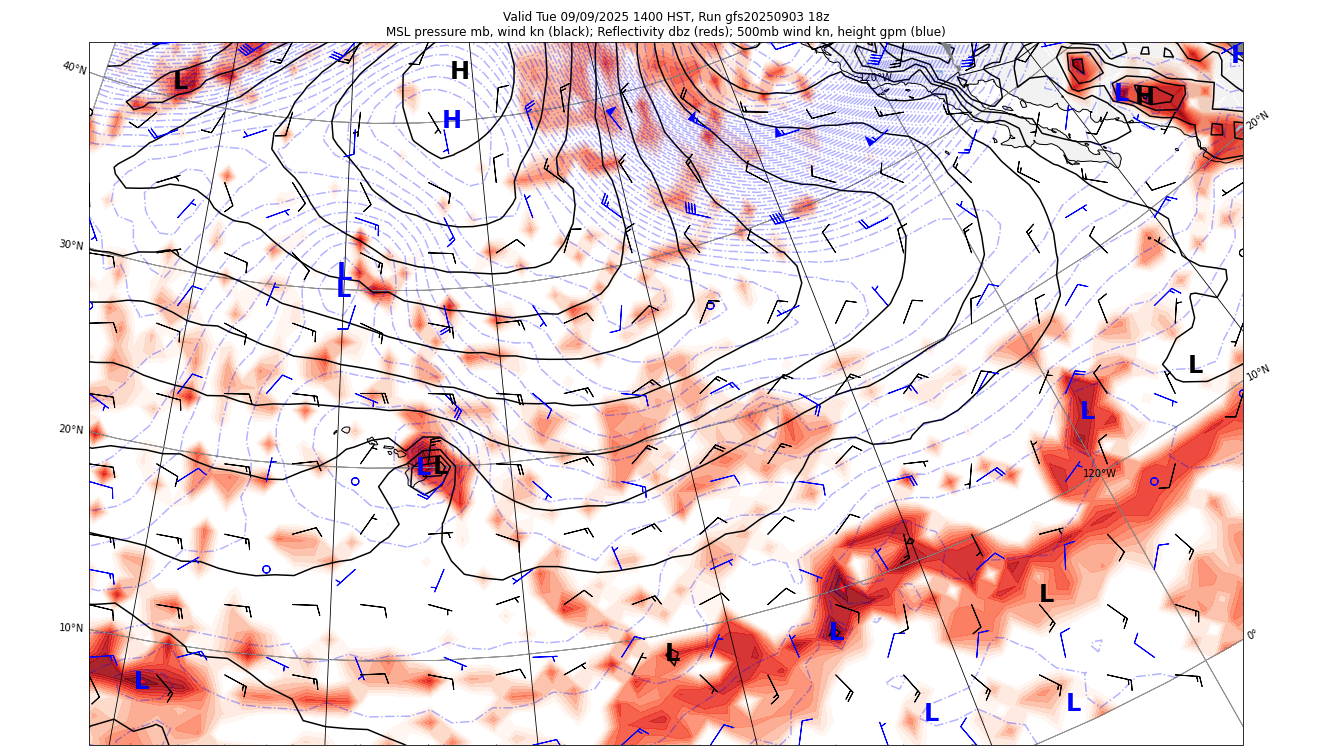 Valid Tue 09/09/2025 1400 HST, Run gfs20250903 18z
MSL pressure mb, wind kn (black); Reflectivity dbz (reds); 500mb wind kn, height gpm (blue)
40°N
L
H
H
120°W
L
H
H
20°N
30°N
L
L
L
10°N
20°N
L
L
L
120°W
10°N
L
L
L
L
0°
L
L
L